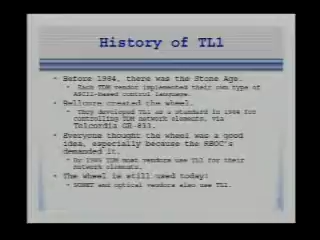 History of TL1
• Before 1984, there was the Stone Age.
• Each TDM vendor implemented their own type of
ASCII-based control language.
• Bellcore created the wheel.
• They developed TL1 as a standard in 1984 for
controlling TDM network elements, via
Telcordia GR-833.
• Everyone thought the wheel was a good
idea, especially because the RBOC's
demanded it.
• By 1985 TDM most vendors use TL1 for their
network elements.
• The wheel is still used today:
• SONET and optical vendors also use TL1.